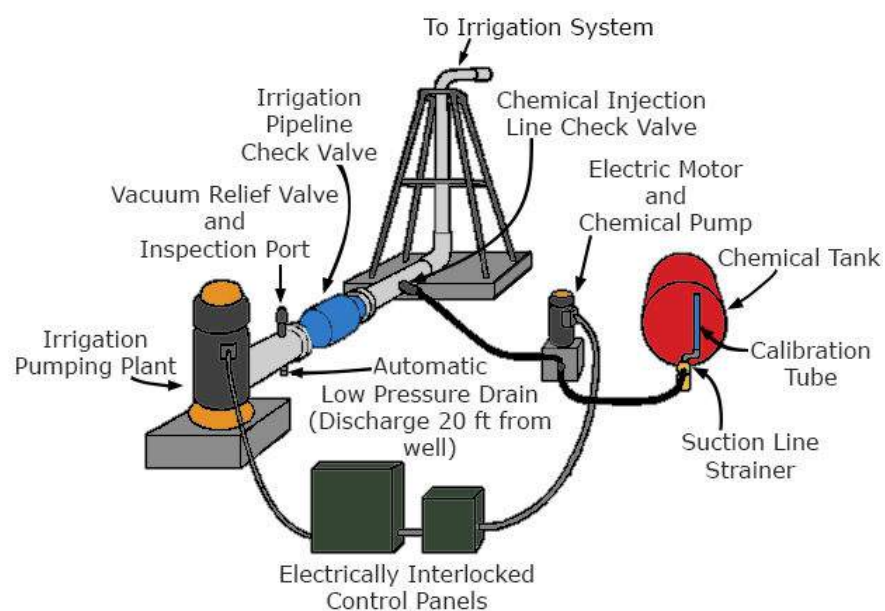 To Irrigation System
Irrigation
Pipeline
Check Valve
Chemical Injection
Line Check Valve
Vacuum Relief Valve
and
Inspection Port
Electric Motor
and
Chemical Pump
Chemical Tank
Irrigation
Pumping Plant
Automatic
Low Pressure Drain
(Discharge 20 ft from
well)
Calibration
Tube
Suction Line
Strainer
Electrically Interlocked
Control Panels